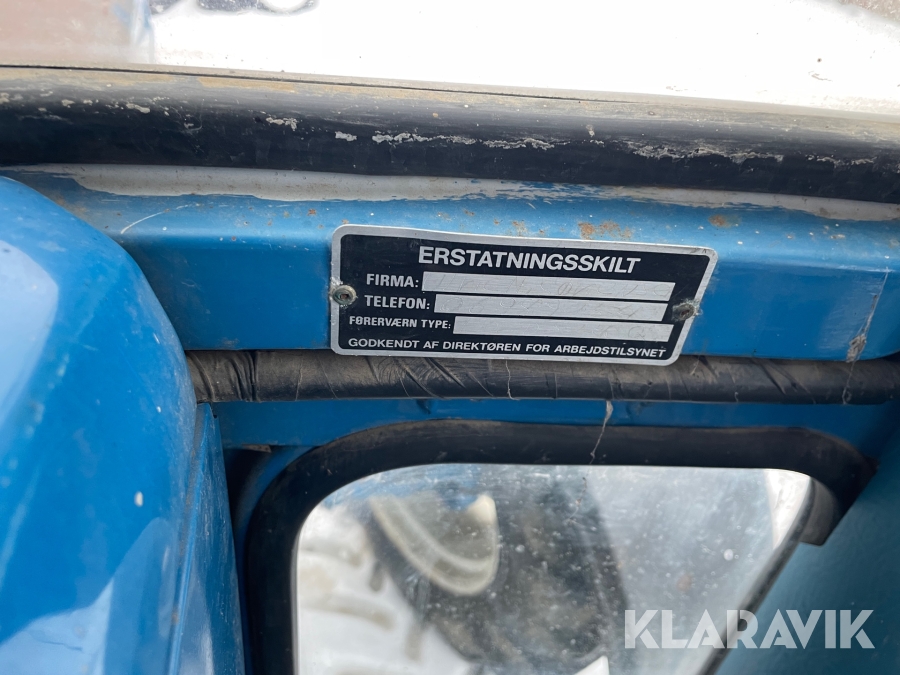 ERSTATNINGSSKILT
FIRMA:
TELEFON:
FØRERVÆRN TYPE:
GODKENDT AF DIREKTØREN FOR ARBEJDSTILSYNET
KLARAVIK